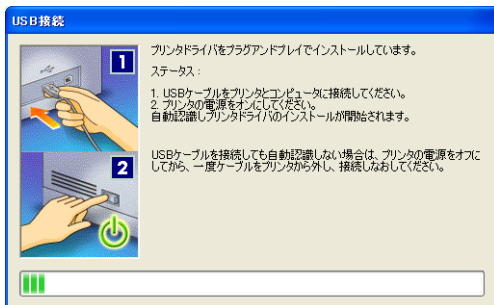 USB接続
プリンタドライバをプラグアンドプレイでインストールしています。
ステータス：
1. USBケーブルをプリンタとコンピュータに接続してください。
2. プリンタの電源をオンにしてください。
自動認識しプリンタドライバのインストールが開始されます。
USBケーブルを接続しても自動認識しない場合は、プリンタの電源をオフに
してから、一度ケーブルをプリンタから外し、接続しなおしてください。
1
2